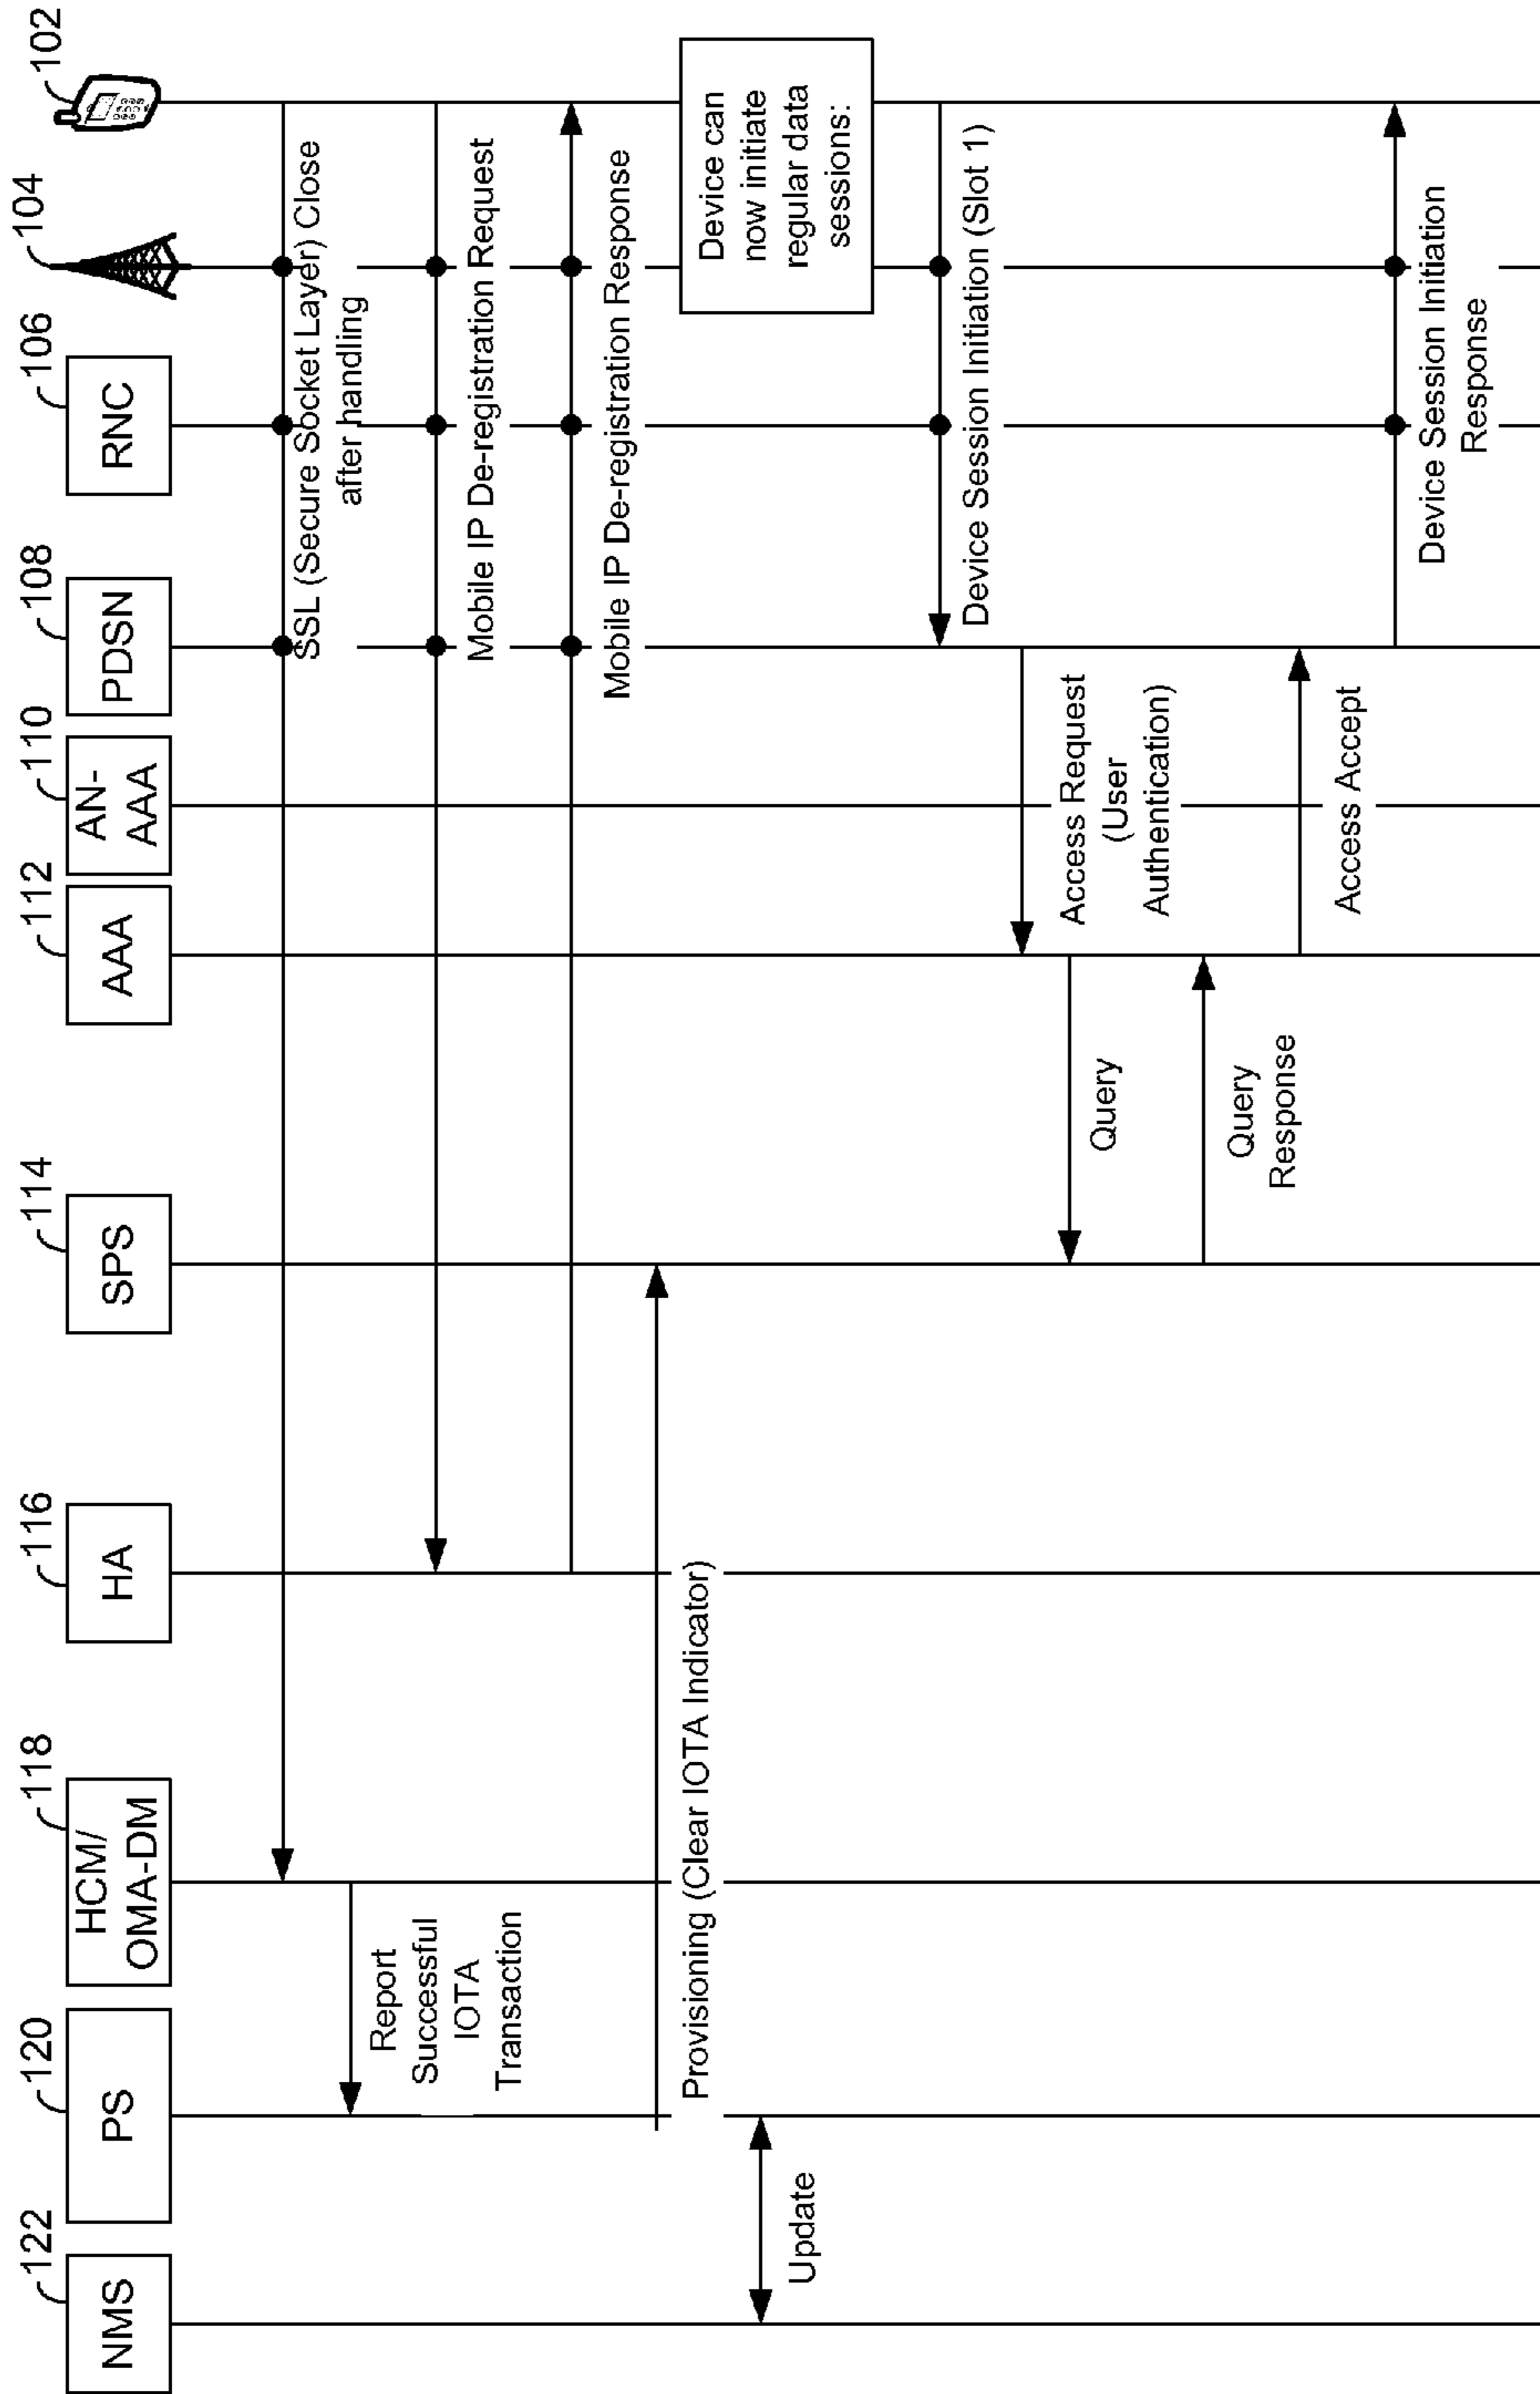 122
120
118
116
114
112
110
108
106
104
102
NMS
PS
HCM/
OMA-DM
HA
SPS
AAA
AN-
AAA
PDSN
RNC
SSL (Secure Socket Layer) Close
after handling
Report
Successful
IOTA
Transaction
Mobile IP De-registration Request
Mobile IP De-registration Response
Provisioning (Clear IOTA Indicator)
Device can
now initiate
regular data
sessions:
Update
Device Session Initiation (Slot 1)
Access Request
(User
Authentication)
Query
Query
Response
Access Accept
Device Session Initiation
Response